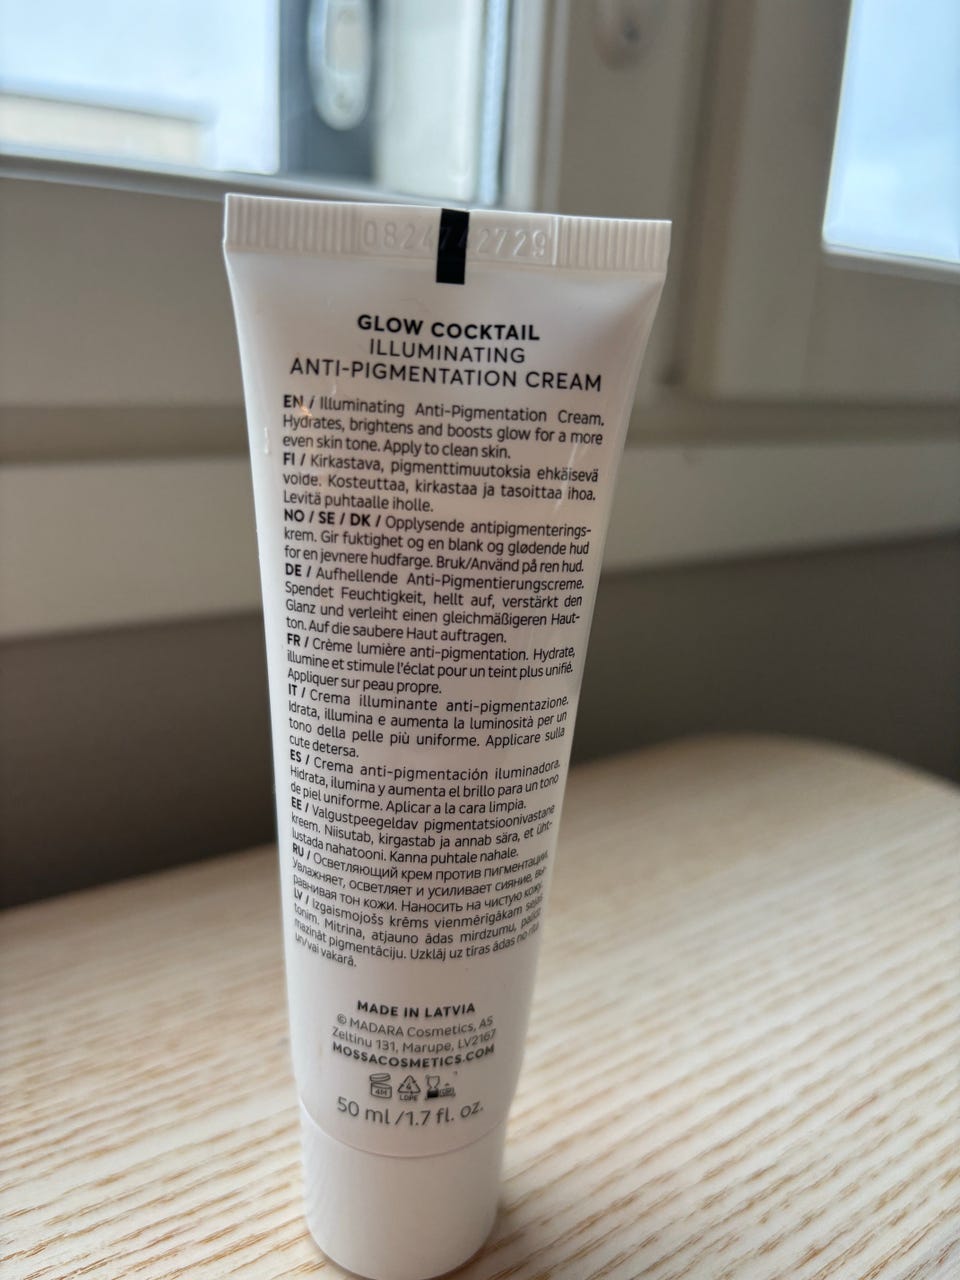 GLOW COCKTAIL
ILLUMINATING
ANTI-PIGMENTATION CREAM
EN / Illuminating Anti-Pigmentation Cream.
Hydrates, brightens and boosts glow for a more
even skin tone. Apply to clean skin.
FI / Kirkastava, pigmenttimuutoksia ehkäisevä
voide. Kosteuttaa, kirkastaa ja tasoittaa ihoa.
Levitä puhtaalle iholle.
NO / SE / DK / Opplysende antipigmenterings-
krem. Gir fuktighet og en blank og glødende hud
for en jevnere hudfarge. Bruk/Använd på ren hud.
DE / Aufhellende Anti-Pigmentierungscreme.
Spendet Feuchtigkeit, hellt auf, verstärkt den
Glanz und verleiht einen gleichmäßigeren Haut-
ton. Auf die saubere Haut auftragen.
FR / Crème lumière anti-pigmentation. Hydrate,
illumine et stimule l'éclat pour un teint plus unifié.
Appliquer sur peau propre.
IT / Crema illuminante anti-pigmentazione.
Idrata, illumina e aumenta la luminosità per un
tono della pelle più uniforme. Applicare sulla
cute detersa.
ES / Crema anti-pigmentación iluminadora.
Hidrata, ilumina y aumenta el brillo para un tono
de piel uniforme. Aplicar a la cara limpia.
EE / Valgustpeegeldav pigmentatsioonivastane
kreem. Niisutab, kirgastab ja annab sära, et üht-
lustada nahatooni. Kanna puhtale nahale.
RU / Осветляющий крем против пигментации.
Увлажняет, осветляет и усиливает сияние, вы-
равнивая тон кожи. Наносить на чистую кожу.
LV / Izgaismojošs krēms vienmērīgākam sejas
tonim. Mitrina, atjauno ādas mirdzumu, palīdz
mazināt pigmentāciju. Uzklāj uz tīras ādas no rīta
un/vai vakarā.
MADE IN LATVIA
© MADARA Cosmetics, AS
Zeltiņu 131, Marupe, LV2167
MOSSACOSMETICS.COM
4M
4
LDPE
50 ml /1.7 fl. oz.